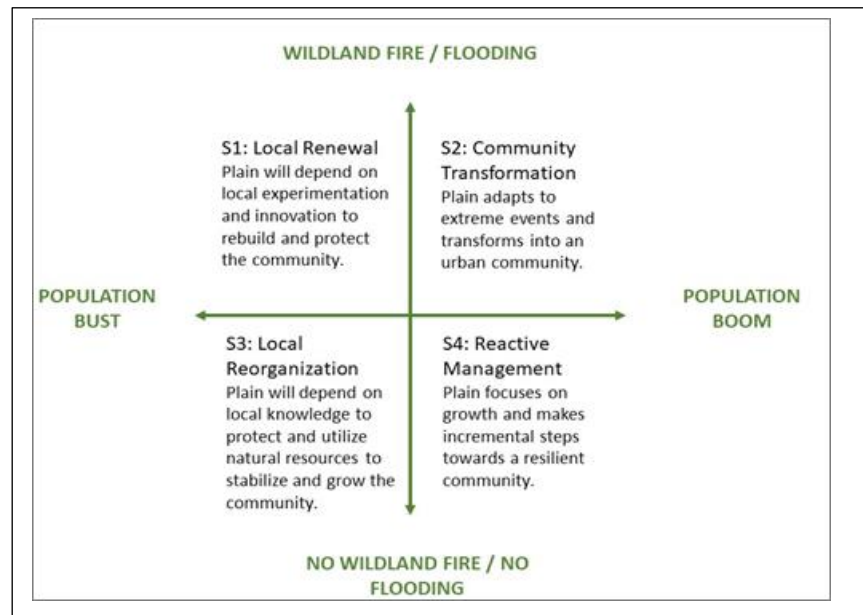 WILDLAND FIRE / FLOODING
S1: Local Renewal
Plain will depend on
local experimentation
and innovation to
rebuild and protect
the community.
S2: Community
Transformation
Plain adapts to
extreme events and
transforms into an
urban community.
POPULATION
BUST
POPULATION
BOOM
S3: Local
Reorganization
Plain will depend on
local knowledge to
protect and utilize
natural resources to
stabilize and grow the
community.
S4: Reactive
Management
Plain focuses on
growth and makes
incremental steps
towards a resilient
community.
NO WILDLAND FIRE / NO
FLOODING